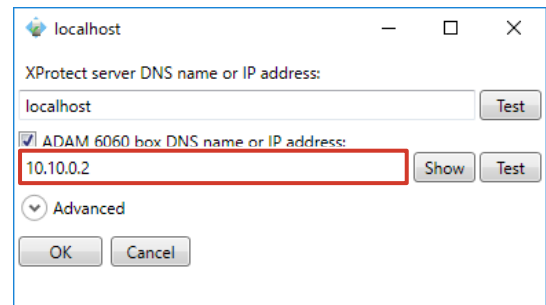 localhost
XProtect server DNS name or IP address:
localhost Test
ADAM 6060 box DNS name or IP address:
10.10.0.2 Show Test
Advanced
OK Cancel